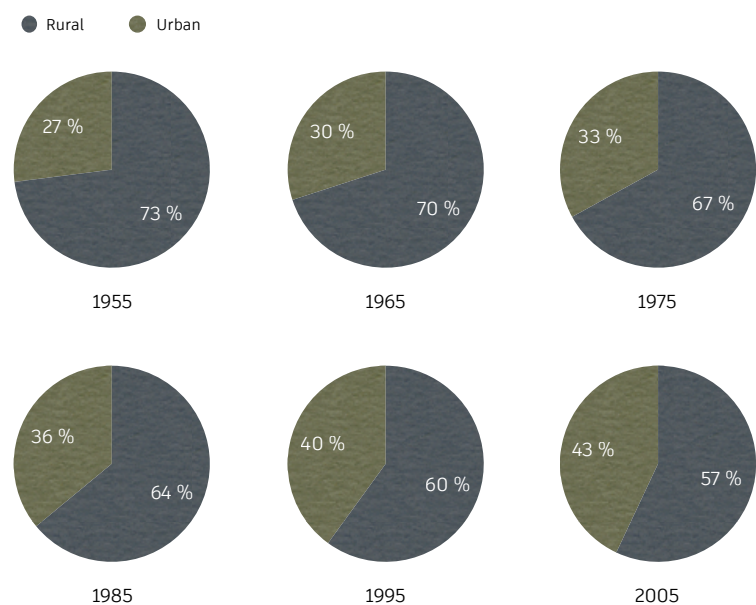 Rural Urban
27 % 30 % 33 %
73 % 70 % 67 %
1955 1965 1975
36 % 40 % 43 %
64 % 60 % 57 %
1985 1995 2005